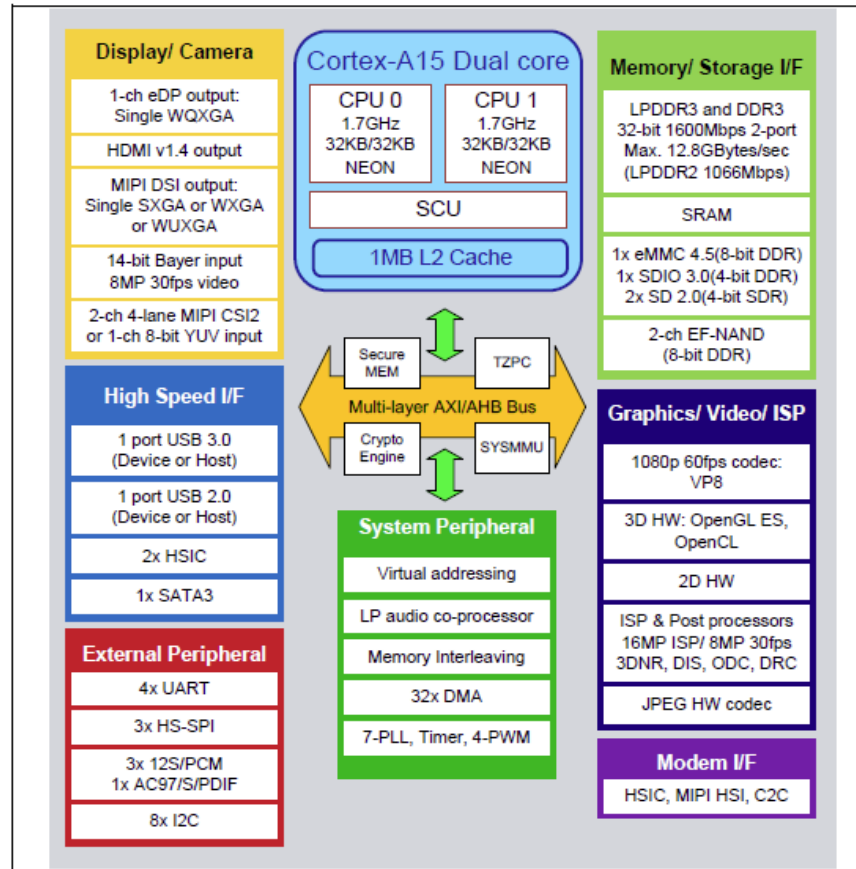 Display/ Camera
1-ch eDP output:
Single WQXGA
HDMI v1.4 output
MIPI DSI output:
Single SXGA or WXGA
or WUXGA
14-bit Bayer input
8MP 30fps video
2-ch 4-lane MIPI CSI2
or 1-ch 8-bit YUV input
High Speed I/F
1 port USB 3.0
(Device or Host)
1 port USB 2.0
(Device or Host)
2x HSIC
1x SATA3
External Peripheral
4x UART
3x HS-SPI
3x 12S/PCM
1x AC97/S/PDIF
8x I2C
Cortex-A15 Dual core
CPU 0
1.7GHz
32KB/32KB
NEON
CPU 1
1.7GHz
32KB/32KB
NEON
SCU
1MB L2 Cache
Secure
MEM
TZPC
Multi-layer AXI/AHB Bus
Crypto
Engine
SYSMMU
System Peripheral
Virtual addressing
LP audio co-processor
Memory Interleaving
32x DMA
7-PLL, Timer, 4-PWM
Memory/ Storage I/F
LPDDR3 and DDR3
32-bit 1600Mbps 2-port
Max. 12.8GBytes/sec
(LPDDR2 1066Mbps)
SRAM
1x eMMC 4.5(8-bit DDR)
1x SDIO 3.0(4-bit DDR)
2x SD 2.0(4-bit SDR)
2-ch EF-NAND
(8-bit DDR)
Graphics/ Video/ ISP
1080p 60fps codec:
VP8
3D HW: OpenGL ES,
OpenCL
2D HW
ISP & Post processors
16MP ISP/ 8MP 30fps
3DNR, DIS, ODC, DRC
JPEG HW codec
Modem I/F
HSIC, MIPI HSI, C2C